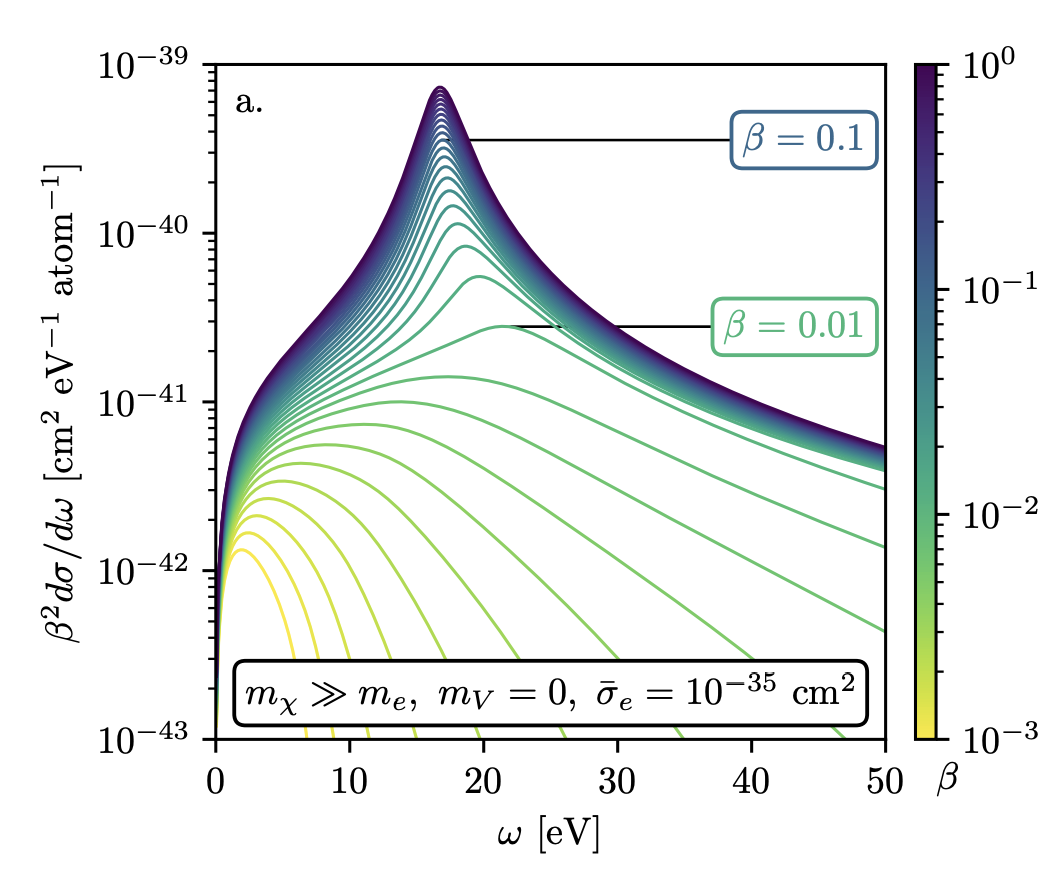 a.
β = 0.1
β = 0.01
m_χ ≫ m_e, m_V = 0, σ̄_e = 10⁻³⁵ cm²
β²dσ/dω [cm² eV⁻¹ atom⁻¹]
10⁻³⁹
10⁻⁴⁰
10⁻⁴¹
10⁻⁴²
10⁻⁴³
0 10 20 30 40 50
ω [eV]
10⁰
10⁻¹
10⁻²
10⁻³
β